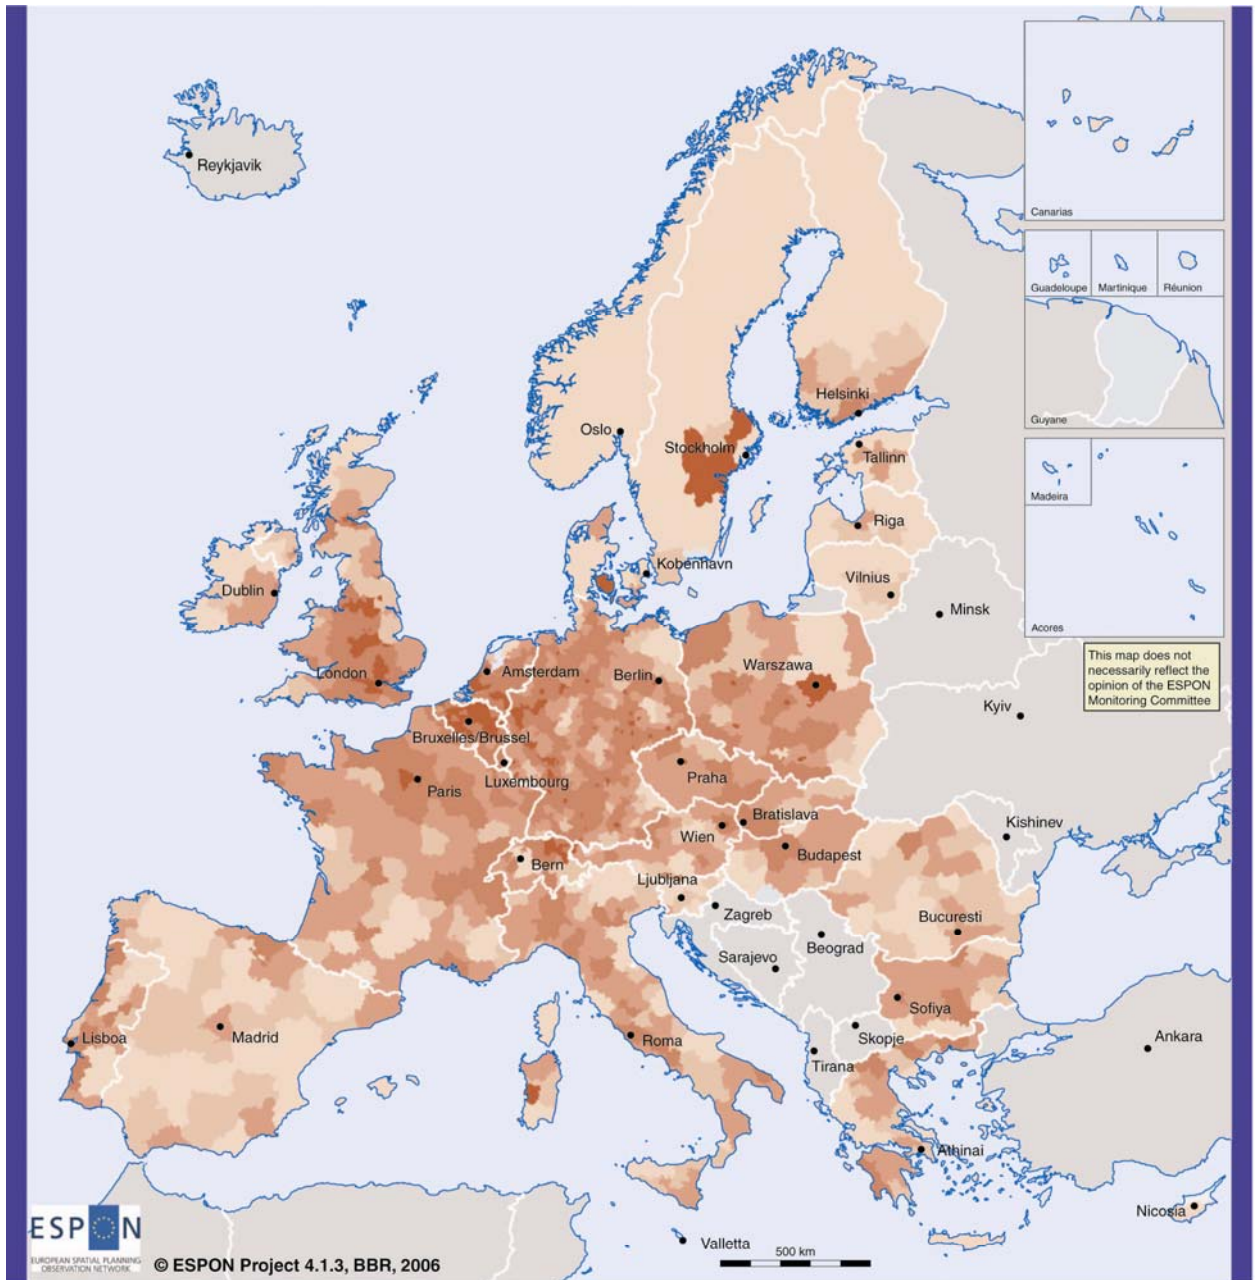 Reykjavik
Canarias
Guadeloupe
Martinique
Réunion
Guyane
Helsinki
Oslo
Stockholm
Tallinn
Madeira
Riga
Kobenhavn
Vilnius
Dublin
Minsk
Acores
This map does not
necessarily reflect the
opinion of the ESPON
Monitoring Committee
London
Amsterdam
Berlin
Warszawa
Kyiv
Bruxelles/Brussel
Luxembourg
Praha
Paris
Bratislava
Kishinev
Wien
Budapest
Bern
Ljubljana
Zagreb
Bucuresti
Beograd
Sarajevo
Sofiya
Lisboa
Madrid
Roma
Skopje
Ankara
Tirana
Athinai
Nicosia
ESPON
EUROPEAN SPATIAL PLANNING
OBSERVATION NETWORK
© ESPON Project 4.1.3, BBR, 2006
Valletta
500 km